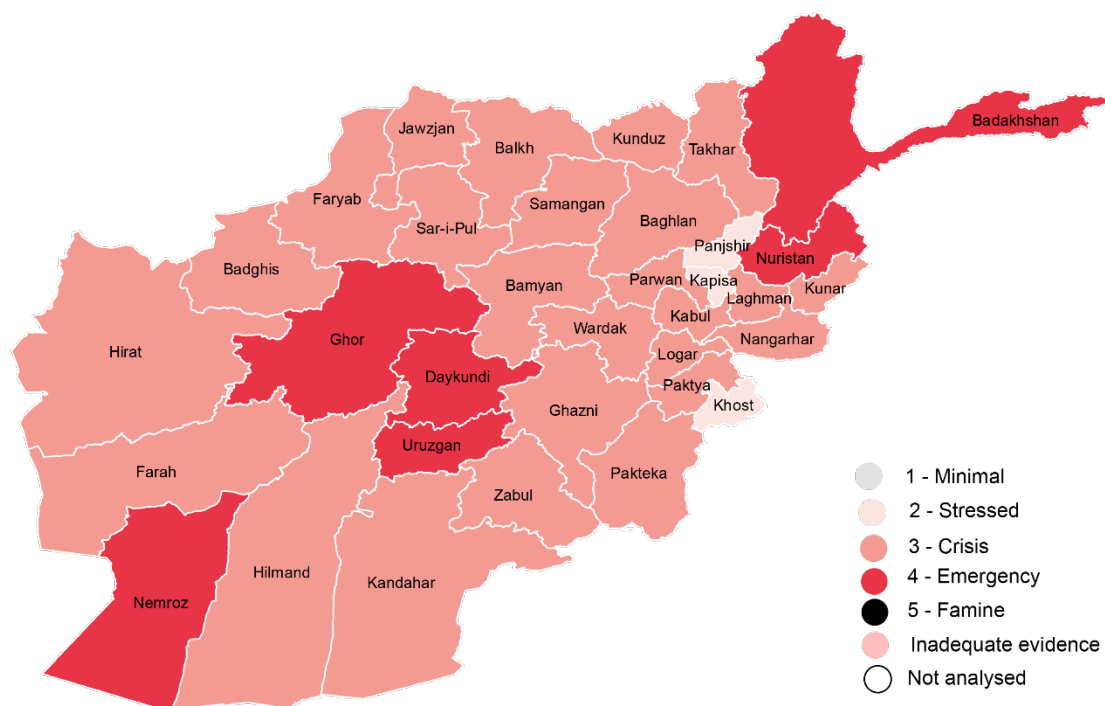 Badakhshan
Jawzjan
Balkh
Kunduz
Takhar
Faryab
Samangan
Baghlan
Sar-i-Pul
Panjshir
Nuristan
Badghis
Bamyan
Parwan
Kapisa
Laghman
Kunar
Kabul
Wardak
Nangarhar
Ghor
Hirat
Logar
Daykundi
Paktya
Khost
Ghazni
Uruzgan
Farah
Pakteka
Zabul
Hilmand
Kandahar
Nemroz
1 - Minimal
2 - Stressed
3 - Crisis
4 - Emergency
5 - Famine
Inadequate evidence
Not analysed